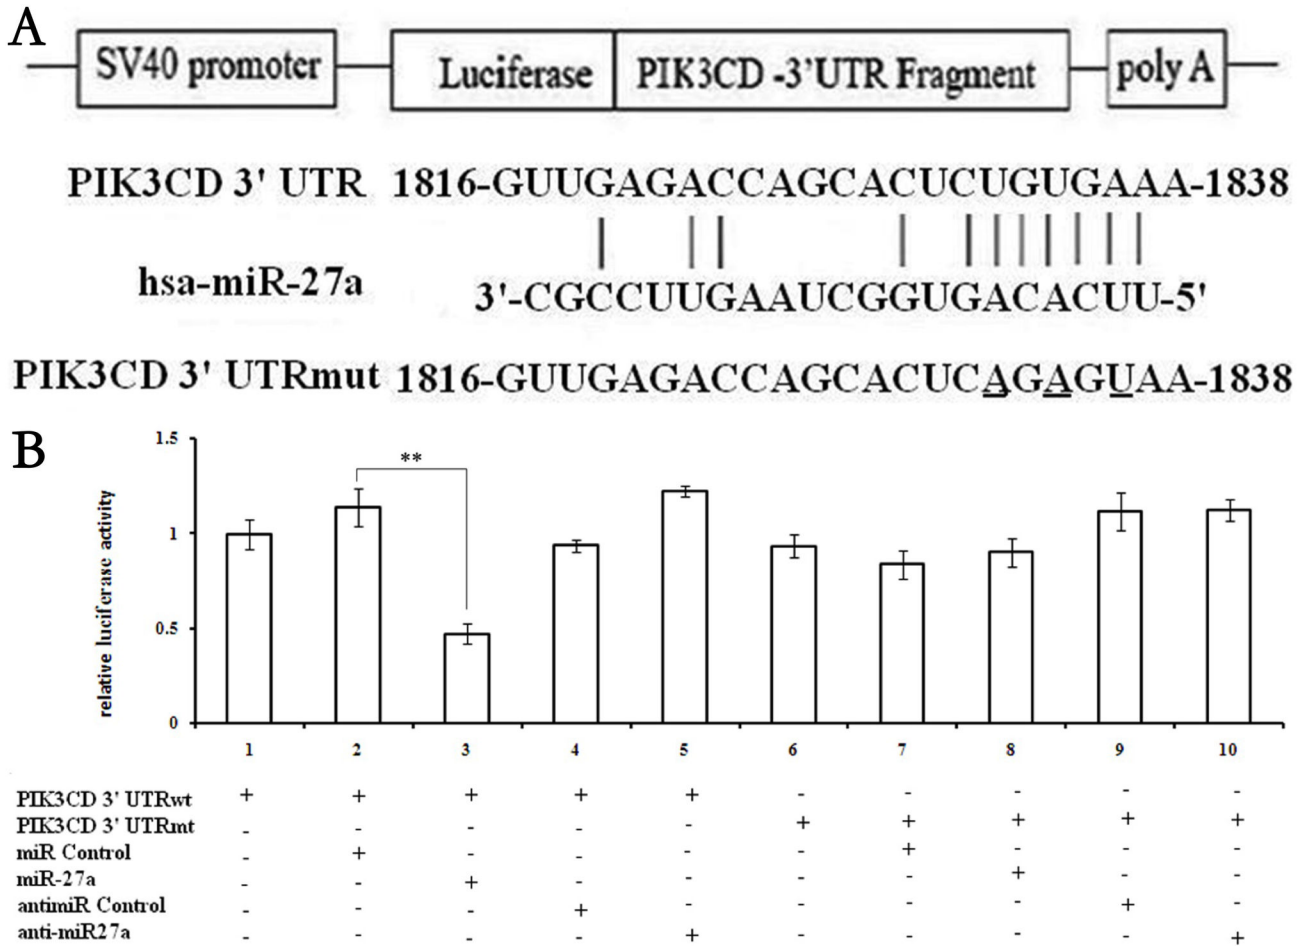 A
SV40 promoter Luciferase PIK3CD -3'UTR Fragment poly A
PIK3CD 3' UTR 1816-GUUGAGACCAGCACUCUGUGAAA-1838
hsa-miR-27a 3'-CGCCUUGAAUCGGUGACACUU-5'
PIK3CD 3' UTRmut 1816-GUUGAGACCAGCACUCAGAGUAA-1838
B
relative luciferase activity
1.5
1
0.5
0
**
1 2 3 4 5 6 7 8 9 10
PIK3CD 3' UTRwt + + + + + - - - - -
PIK3CD 3' UTRmt - - - - - + + + + +
miR Control - + - - - - + - - -
miR-27a - - + - - - - + - -
antimiR Control - - - + - - - - + -
anti-miR27a - - - - + - - - - +